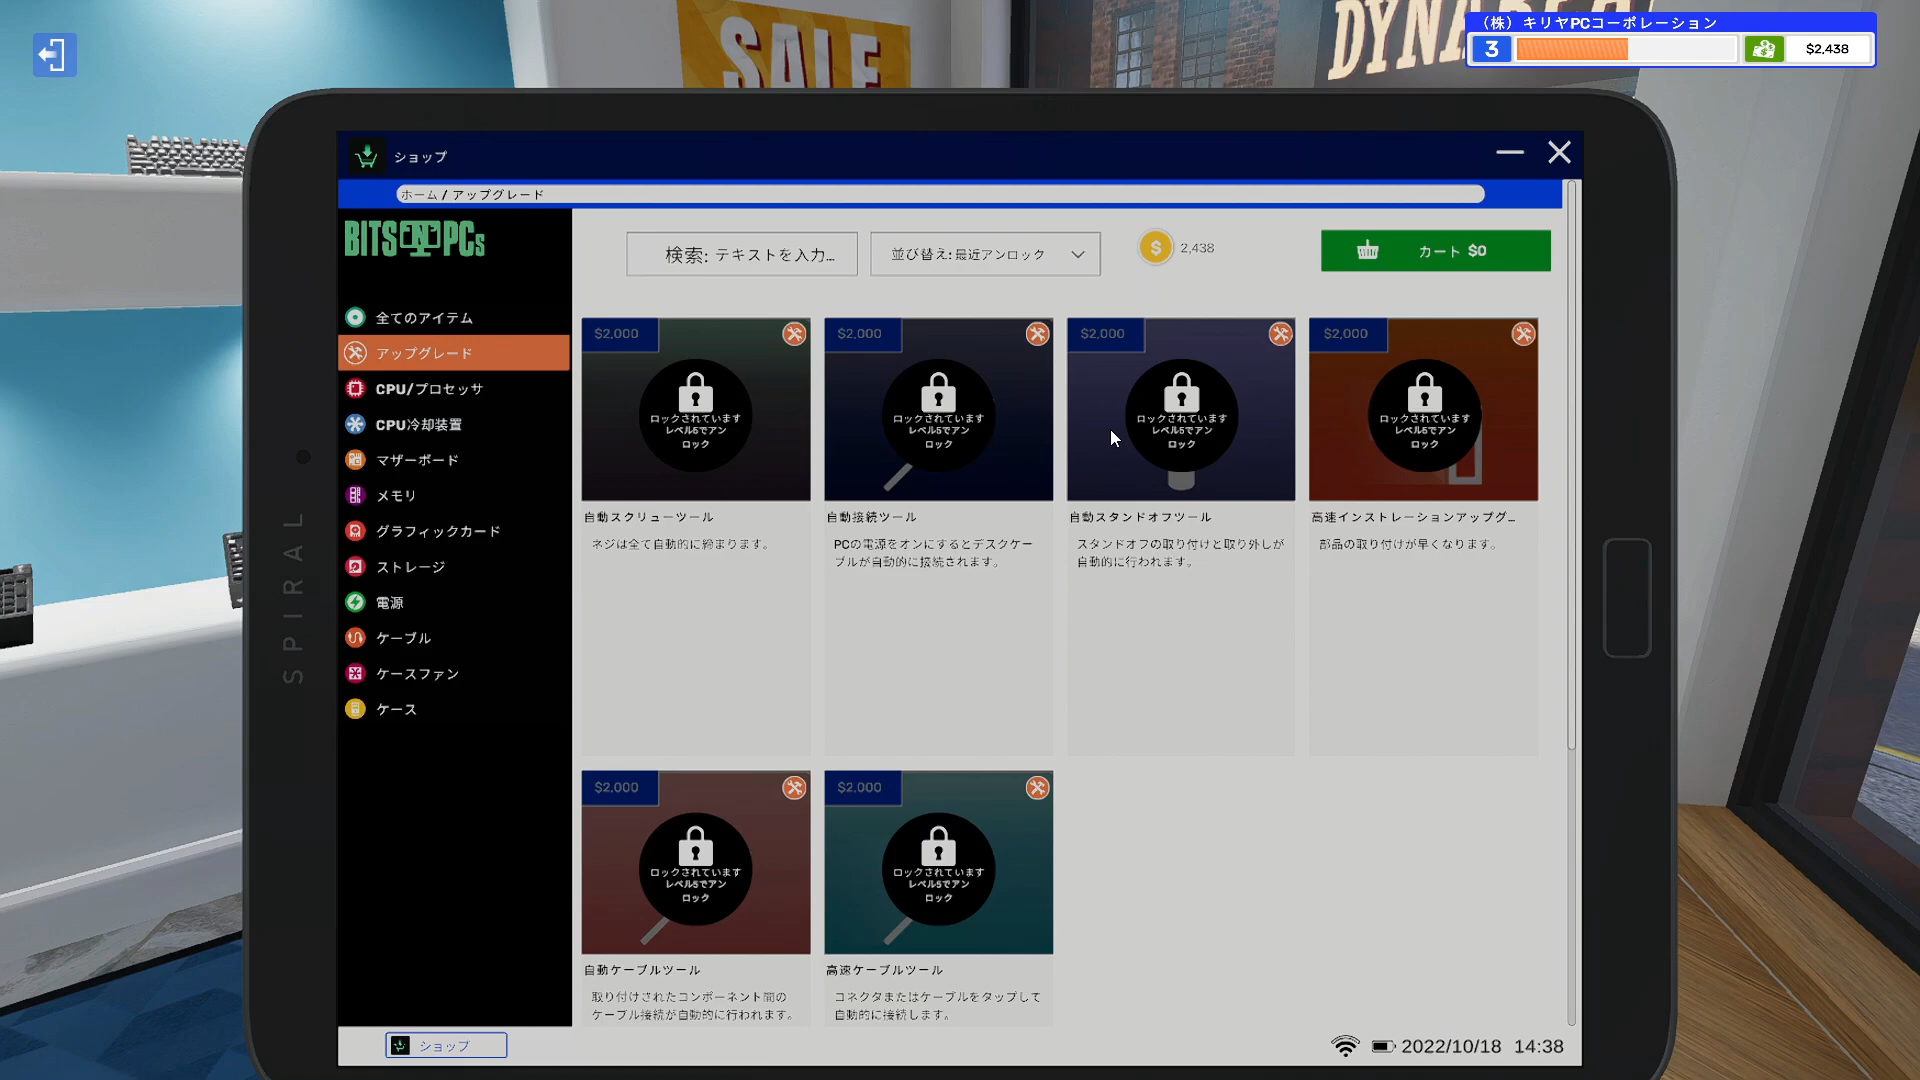 SALE
(株) キリヤPCコーポレーション
3
$2,438
ショップ
ホーム / アップグレード
BITS N PCs
検索: テキストを入力...
並び替え: 最近アンロック
2,438
カート $0
全てのアイテム
アップグレード
CPU/プロセッサ
CPU冷却装置
マザーボード
メモリ
グラフィックカード
ストレージ
電源
ケーブル
ケースファン
ケース
$2,000
ロックされています
レベル5でアン
ロック
自動スクリューツール
ネジは全て自動的に締まります。
$2,000
ロックされています
レベル5でアン
ロック
自動接続ツール
PCの電源をオンにするとデスクケー
ブルが自動的に接続されます。
$2,000
ロックされています
レベル5でアン
ロック
自動スタンドオフツール
スタンドオフの取り付けと取り外しが
自動的に行われます。
$2,000
ロックされています
レベル5でアン
ロック
高速インストレーションアップグ...
部品の取り付けが早くなります。
$2,000
ロックされています
レベル5でアン
ロック
自動ケーブルツール
取り付けされたコンポーネント間の
ケーブル接続が自動的に行われます。
$2,000
ロックされています
レベル5でアン
ロック
高速ケーブルツール
コネクタまたはケーブルをタップして
自動的に接続します。
SPIRAL
ショップ
2022/10/18 14:38